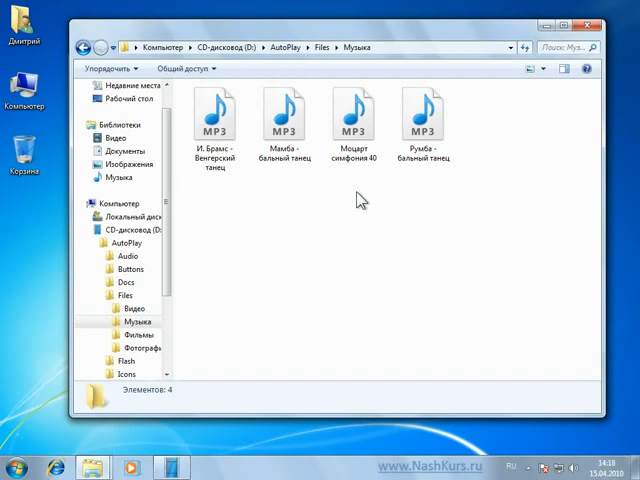 Дмитрий
Компьютер
Корзина
Компьютер
CD-дисковод (D:)
AutoPlay
Files
Музыка
Поиск: Муз...
Упорядочить
Общий доступ
Недавние места
Рабочий стол
Библиотеки
Видео
Документы
Изображения
Музыка
Компьютер
Локальный диск
CD-дисковод (D:
AutoPlay
Audio
Buttons
Docs
Files
Видео
Музыка
Фильмы
Фотографи
Flash
Icons
MP3
И. Брамс -
Венгерский
танец
MP3
Мамба -
бальный танец
MP3
Моцарт
симфония 40
MP3
Румба -
бальный танец
Элементов: 4
www.NashKurs.ru
RU
14:18
15.04.2010